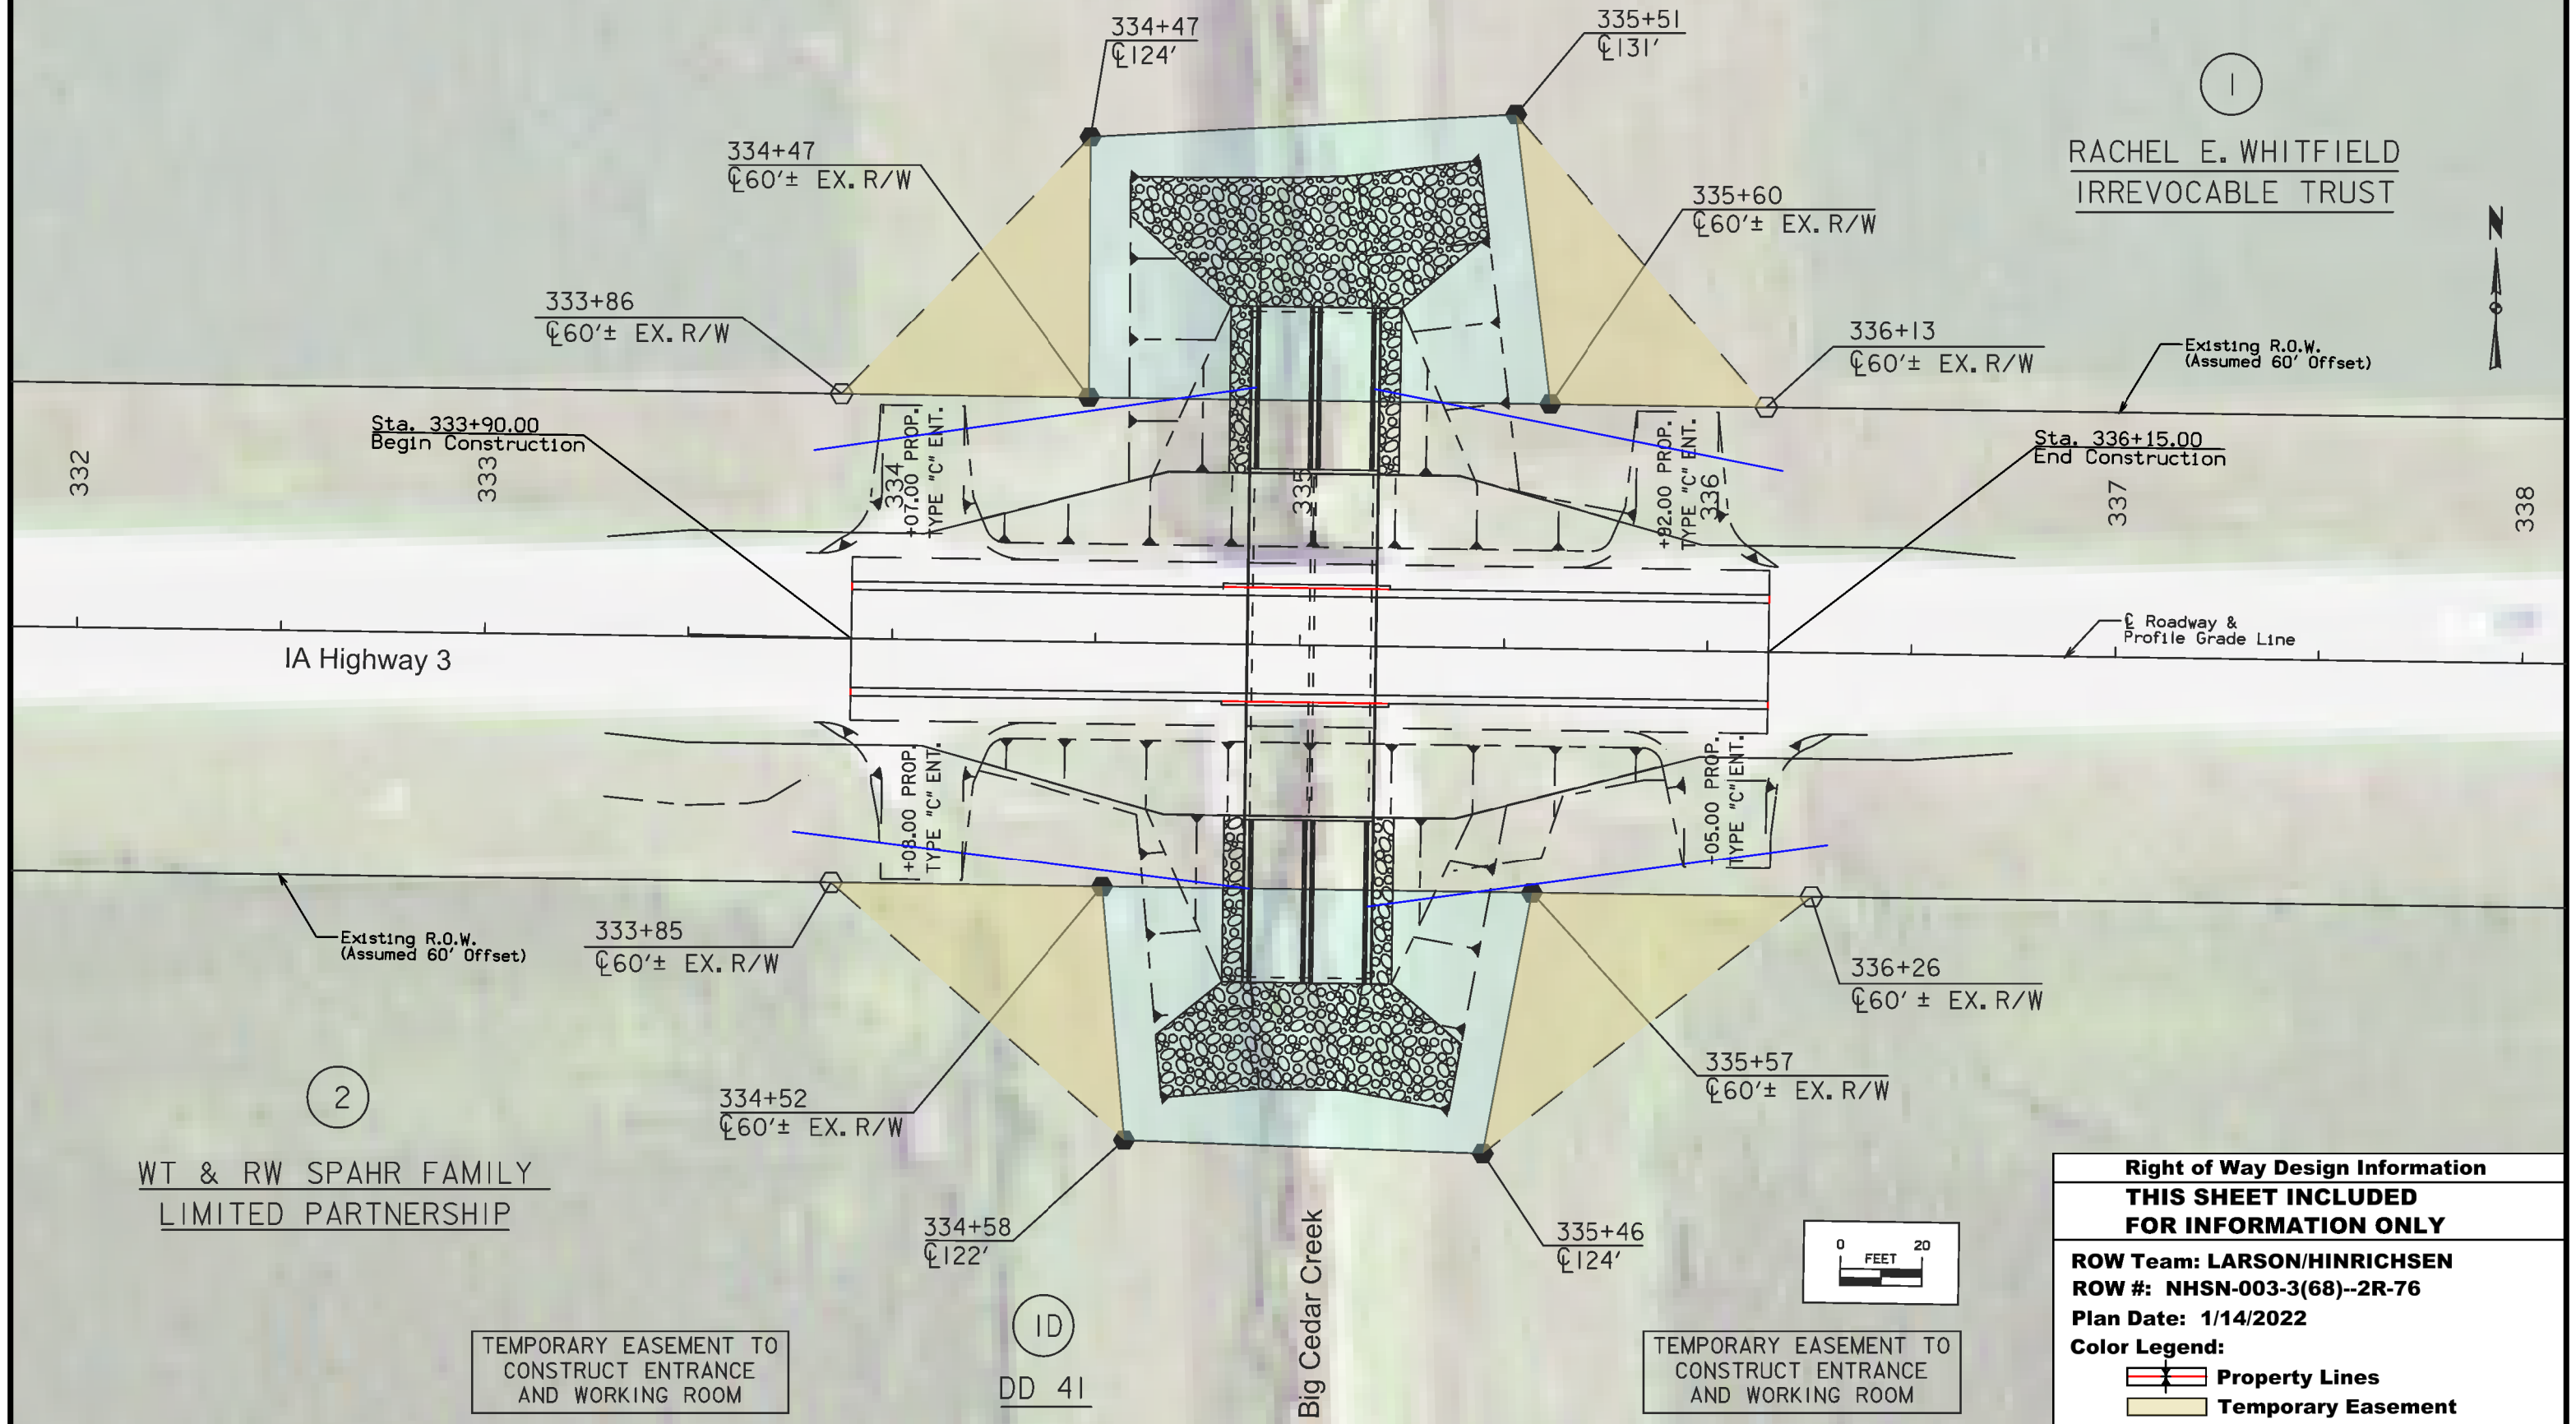 334+47
℄124'
335+51
℄131'
1
RACHEL E. WHITFIELD
IRREVOCABLE TRUST
334+47
℄60'± EX. R/W
335+60
℄60'± EX. R/W
N
333+86
℄60'± EX. R/W
336+13
℄60'± EX. R/W
Existing R.O.W.
(Assumed 60' Offset)
Sta. 333+90.00
Begin Construction
Sta. 336+15.00
End Construction
332
333
334
+07.00 PROP.
TYPE "C" ENT.
335
+92.00 PROP.
TYPE "C" ENT.
336
337
338
℄ Roadway &
Profile Grade Line
IA Highway 3
+08.00 PROP.
TYPE "C" ENT.
+05.00 PROP.
TYPE "C" ENT.
Existing R.O.W.
(Assumed 60' Offset)
333+85
℄60'± EX. R/W
336+26
℄60' ± EX. R/W
334+52
℄60'± EX. R/W
335+57
℄60'± EX. R/W
2
WT & RW SPAHR FAMILY
LIMITED PARTNERSHIP
334+58
℄122'
335+46
℄124'
Big Cedar Creek
1D
DD 41
TEMPORARY EASEMENT TO
CONSTRUCT ENTRANCE
AND WORKING ROOM
TEMPORARY EASEMENT TO
CONSTRUCT ENTRANCE
AND WORKING ROOM
0 20
FEET
Right of Way Design Information
THIS SHEET INCLUDED
FOR INFORMATION ONLY
ROW Team: LARSON/HINRICHSEN
ROW #: NHSN-003-3(68)--2R-76
Plan Date: 1/14/2022
Color Legend:
Property Lines
Temporary Easement